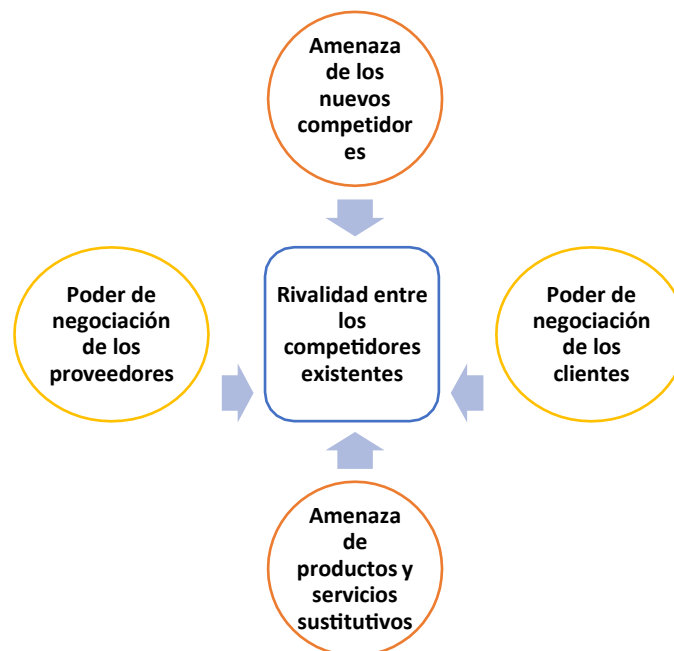 Amenaza
de los
nuevos
competidor
es
Poder de
negociación
de los
proveedores
Rivalidad entre
los
competidores
existentes
Poder de
negociación
de los
clientes
Amenaza
de
productos y
servicios
sustitutivos